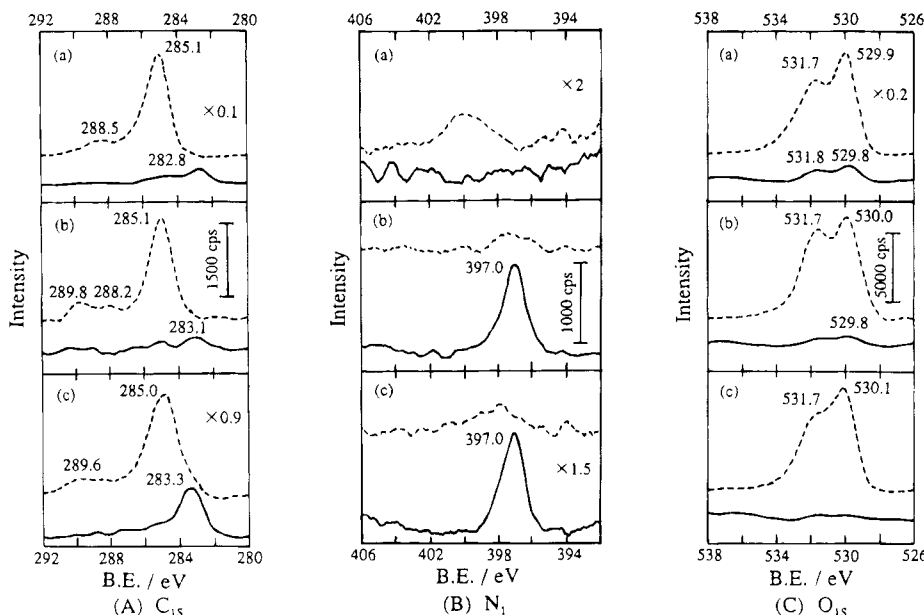 292 288 284 280
(a)
285.1
×0.1
288.5
282.8
(b)
285.1
1500 cps
289.8 288.2
283.1
(c)
285.0
×0.9
289.6
283.3
292 288 284 280
Intensity
B.E. / eV
(A) C1s
406 400 397 394
(a)
×2
(b)
397.0
1000 cps
(c)
397.0
×1.5
406 402 398 394
Intensity
B.E. / eV
(B) N1
538 534 530 526
(a)
531.7
529.9
×0.2
531.8 529.8
(b)
531.7
530.0
5000 cps
529.8
(c)
531.7
530.1
538 534 530 526
Intensity
B.E. / eV
(C) O1s